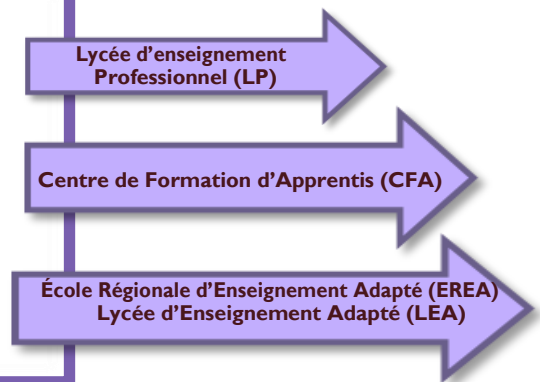 Lycée d’enseignement
Professionnel (LP)
Centre de Formation d’Apprentis (CFA)
École Régionale d’Enseignement Adapté (EREA)
Lycée d’Enseignement Adapté (LEA)